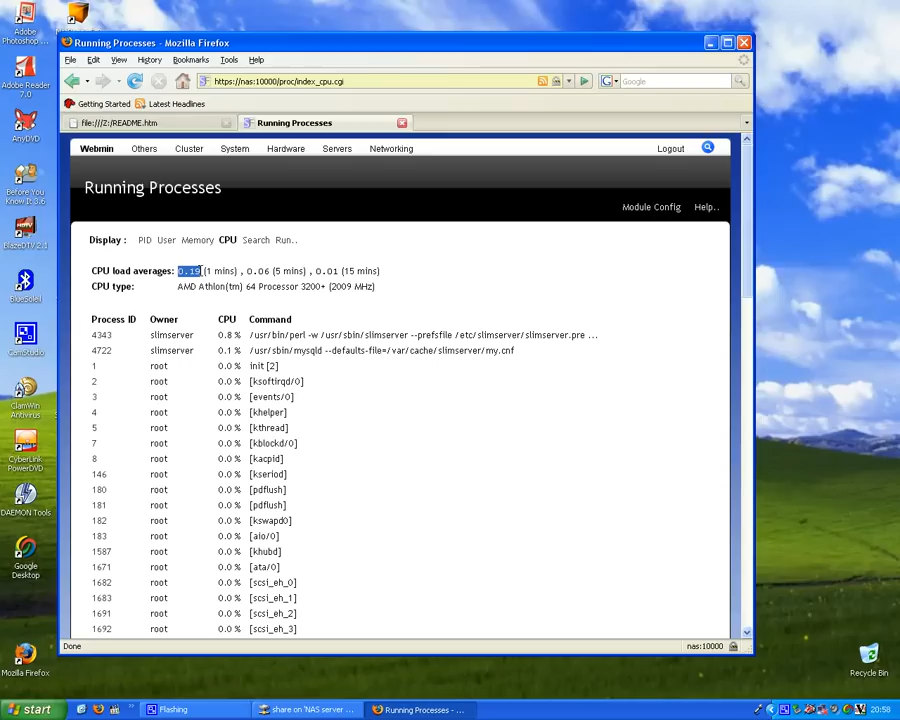 Adobe Photoshop ...
Adobe Reader 7.0
AnyDVD
Before You Know It 3.6
BlazeDTV 2.1
BlueSoleil
CamStudio
ClamWin Antivirus
CyberLink PowerDVD
DAEMON Tools
Google Desktop
Mozilla Firefox
Recycle Bin
Running Processes - Mozilla Firefox
File Edit View History Bookmarks Tools Help
https://nas:10000/proc/index_cpu.cgi
Google
Getting Started Latest Headlines
file:///Z:/README.htm Running Processes
Webmin Others Cluster System Hardware Servers Networking Logout
Running Processes
Module Config Help..
Display : PID User Memory CPU Search Run..
CPU load averages: 0.19 (1 mins) , 0.06 (5 mins) , 0.01 (15 mins)
CPU type: AMD Athlon(tm) 64 Processor 3200+ (2009 MHz)
Process ID Owner CPU Command
4343 slimserver 0.8 % /usr/bin/perl -w /usr/sbin/slimserver --prefsfile /etc/slimserver/slimserver.pre ...
4722 slimserver 0.1 % /usr/sbin/mysqld --defaults-file=/var/cache/slimserver/my.cnf
1 root 0.0 % init [2]
2 root 0.0 % [ksoftirqd/0]
3 root 0.0 % [events/0]
4 root 0.0 % [khelper]
5 root 0.0 % [kthread]
7 root 0.0 % [kblockd/0]
8 root 0.0 % [kacpid]
146 root 0.0 % [kseriod]
180 root 0.0 % [pdflush]
181 root 0.0 % [pdflush]
182 root 0.0 % [kswapd0]
183 root 0.0 % [aio/0]
1587 root 0.0 % [khubd]
1671 root 0.0 % [ata/0]
1682 root 0.0 % [scsi_eh_0]
1683 root 0.0 % [scsi_eh_1]
1691 root 0.0 % [scsi_eh_2]
1692 root 0.0 % [scsi_eh_3]
Done nas:10000
start Flashing share on 'NAS server ... Running Processes - ... 20:58